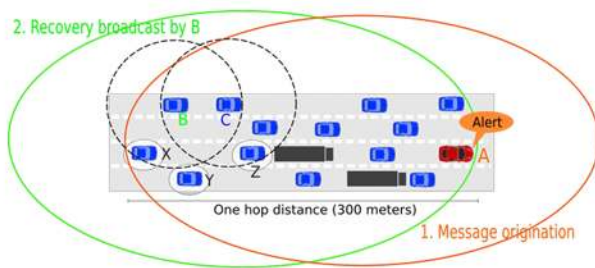 2. Recovery broadcast by B
B
C
Alert
X
Z
A
Y
One hop distance (300 meters)
1. Message origination